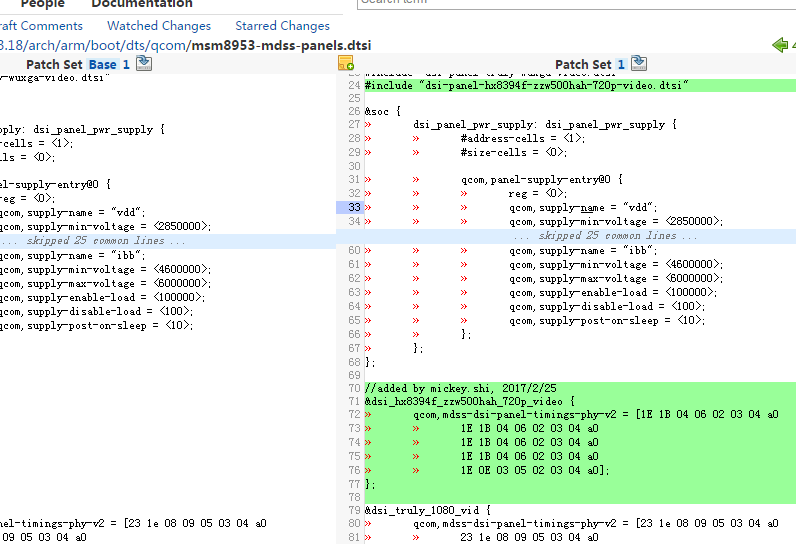 People Documentation
Search term
raft Comments Watched Changes Starred Changes
3.18/arch/arm/boot/dts/qcom/msm8953-mdss-panels.dtsi
Patch Set Base 1
y-wuxga-video.dtsi"
pply: dsi_panel_pwr_supply {
-cells = <1>;
lls = <0>;
el-supply-entry@0 {
reg = <0>;
qcom,supply-name = "vdd";
qcom,supply-min-voltage = <2850000>;
... skipped 25 common lines ...
qcom,supply-name = "ibb";
qcom,supply-min-voltage = <4600000>;
qcom,supply-max-voltage = <6000000>;
qcom,supply-enable-load = <100000>;
qcom,supply-disable-load = <100>;
qcom,supply-post-on-sleep = <10>;
nel-timings-phy-v2 = [23 1e 08 09 05 03 04 a0
09 05 03 04 a0
Patch Set 1
23 #include "dsi-panel-truly-wuxga-video.dtsi"
24 #include "dsi-panel-hx8394f-zzw500hah-720p-video.dtsi"
25
26 &soc {
27 » dsi_panel_pwr_supply: dsi_panel_pwr_supply {
28 » » #address-cells = <1>;
29 » » #size-cells = <0>;
30
31 » » qcom,panel-supply-entry@0 {
32 » » » reg = <0>;
33 » » » qcom,supply-name = "vdd";
34 » » » qcom,supply-min-voltage = <2850000>;
... skipped 25 common lines ...
60 » » » qcom,supply-name = "ibb";
61 » » » qcom,supply-min-voltage = <4600000>;
62 » » » qcom,supply-max-voltage = <6000000>;
63 » » » qcom,supply-enable-load = <100000>;
64 » » » qcom,supply-disable-load = <100>;
65 » » » qcom,supply-post-on-sleep = <10>;
66 » » };
67 » };
68 };
69
70 //added by mickey.shi, 2017/2/25
71 &dsi_hx8394f_zzw500hah_720p_video {
72 » qcom,mdss-dsi-panel-timings-phy-v2 = [1E 1B 04 06 02 03 04 a0
73 » » 1E 1B 04 06 02 03 04 a0
74 » » 1E 1B 04 06 02 03 04 a0
75 » » 1E 1B 04 06 02 03 04 a0
76 » » 1E 0E 03 05 02 03 04 a0];
77 };
78
79 &dsi_truly_1080_vid {
80 » qcom,mdss-dsi-panel-timings-phy-v2 = [23 1e 08 09 05 03 04 a0
81 » » 23 1e 08 09 05 03 04 a0